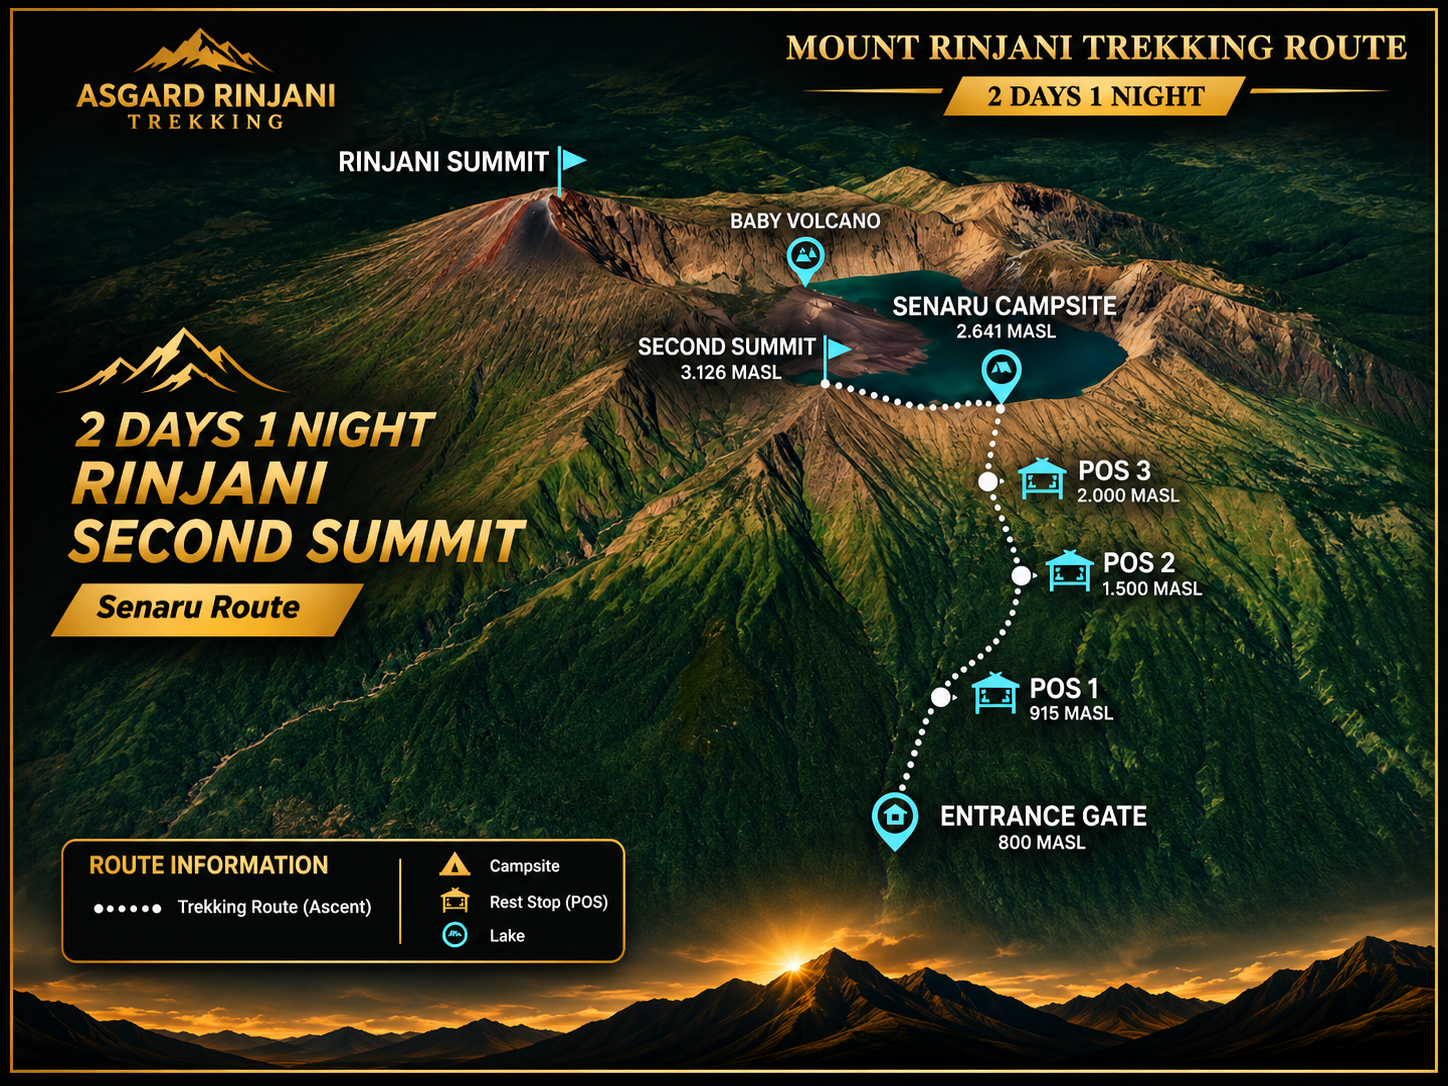 ASGARD RINJANI
TREKKING
MOUNT RINJANI TREKKING ROUTE
2 DAYS 1 NIGHT
RINJANI SUMMIT
BABY VOLCANO
SENARU CAMPSITE
2.641 MASL
SECOND SUMMIT
3.126 MASL
2 DAYS 1 NIGHT
RINJANI
SECOND SUMMIT
Senaru Route
POS 3
2.000 MASL
POS 2
1.500 MASL
POS 1
915 MASL
ENTRANCE GATE
800 MASL
ROUTE INFORMATION
Trekking Route (Ascent)
Campsite
Rest Stop (POS)
Lake